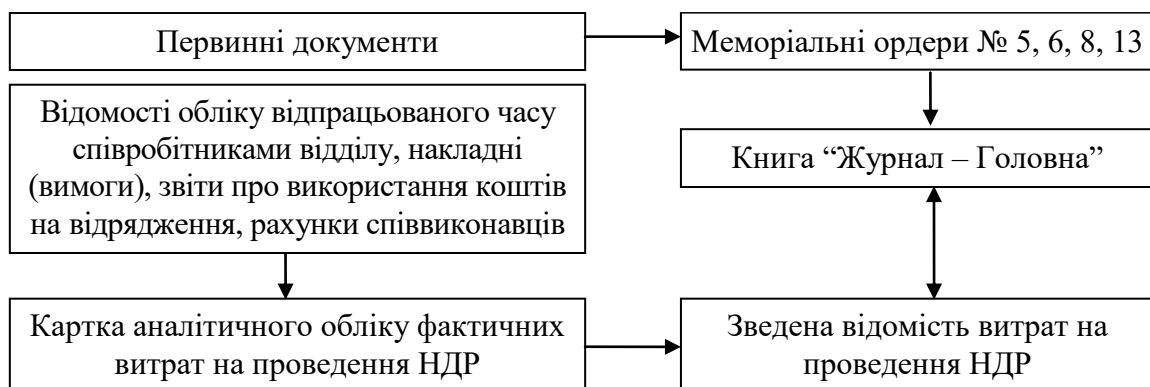 Первинні документи
Меморіальні ордери № 5, 6, 8, 13
Відомості обліку відпрацьованого часу
співробітниками відділу, накладні
(вимоги), звіти про використання коштів
на відрядження, рахунки співвиконавців
Книга “Журнал – Головна”
Картка аналітичного обліку фактичних
витрат на проведення НДР
Зведена відомість витрат на
проведення НДР